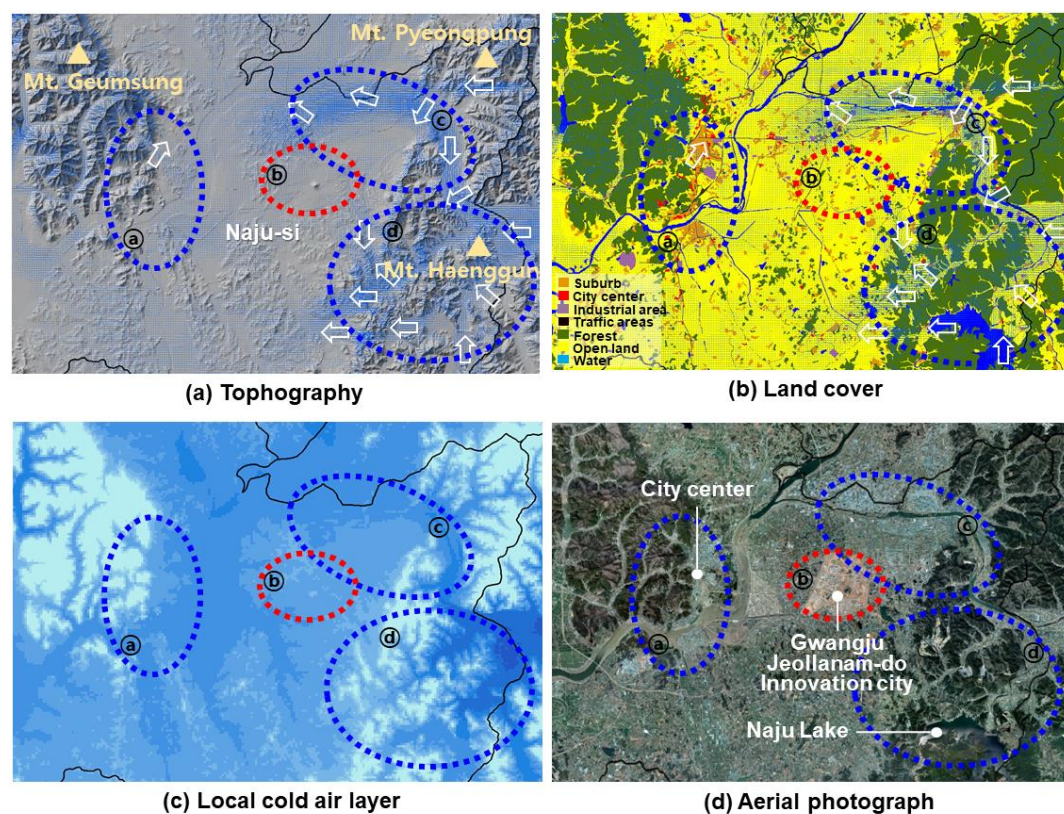 Mt. Pyeongpung
Mt. Geumsung
ⓒ
ⓑ
Naju-si
ⓓ
ⓐ
Mt. Haenggun
(a) Tophography
ⓒ
ⓑ
ⓓ
ⓐ
Suburb
City center
Industrial area
Traffic areas
Forest
Open land
Water
(b) Land cover
ⓒ
ⓑ
ⓓ
ⓐ
(c) Local cold air layer
City center
ⓒ
ⓑ
ⓐ
Gwangju
Jeollanam-do
Innovation city
ⓓ
Naju Lake
(d) Aerial photograph